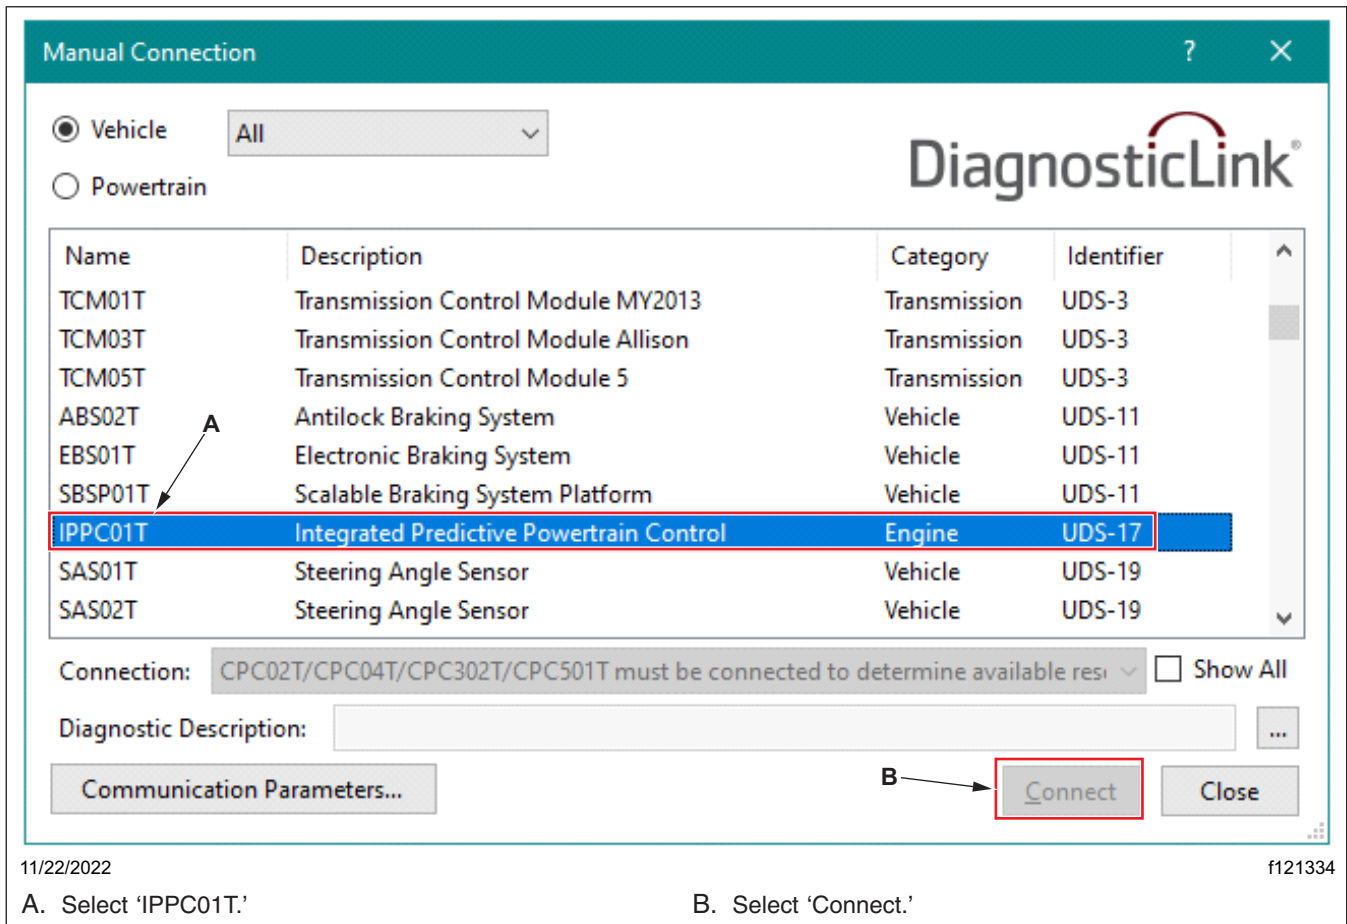 Manual Connection ? ×
Vehicle All
DiagnosticLink®
Powertrain
Name Description Category Identifier
TCM01T Transmission Control Module MY2013 Transmission UDS-3
TCM03T Transmission Control Module Allison Transmission UDS-3
TCM05T Transmission Control Module 5 Transmission UDS-3
ABS02T Antilock Braking System Vehicle UDS-11
A
EBS01T Electronic Braking System Vehicle UDS-11
SBSP01T Scalable Braking System Platform Vehicle UDS-11
IPPC01T Integrated Predictive Powertrain Control Engine UDS-17
SAS01T Steering Angle Sensor Vehicle UDS-19
SAS02T Steering Angle Sensor Vehicle UDS-19
Connection: CPC02T/CPC04T/CPC302T/CPC501T must be connected to determine available Show All
Diagnostic Description: ...
Communication Parameters... B Connect Close
11/22/2022 f121334
A. Select ‘IPPC01T.’ B. Select ‘Connect.’